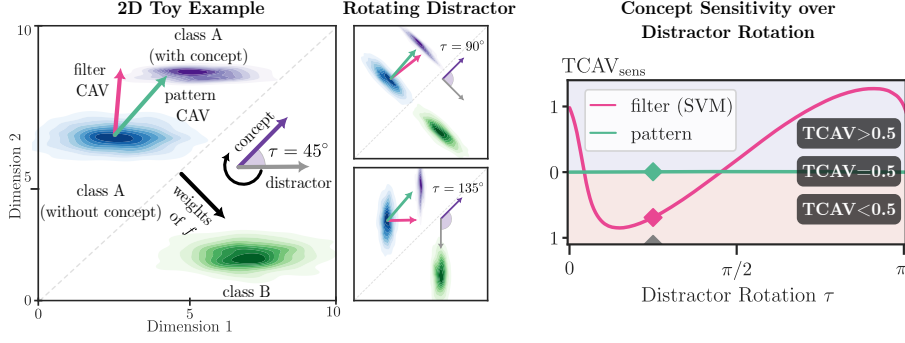 2D Toy Example
10
class A
(with concept)
filter
CAV
pattern
CAV
concept
τ = 45°
distractor
class A
(without concept)
weights
of f
class B
5
0
0
5
10
Dimension 1
Dimension 2
Rotating Distractor
τ = 90°
τ = 135°
Concept Sensitivity over
Distractor Rotation
TCAVsens
filter (SVM)
pattern
TCAV>0.5
TCAV=0.5
TCAV<0.5
1
0
1
0
π/2
π
Distractor Rotation τ